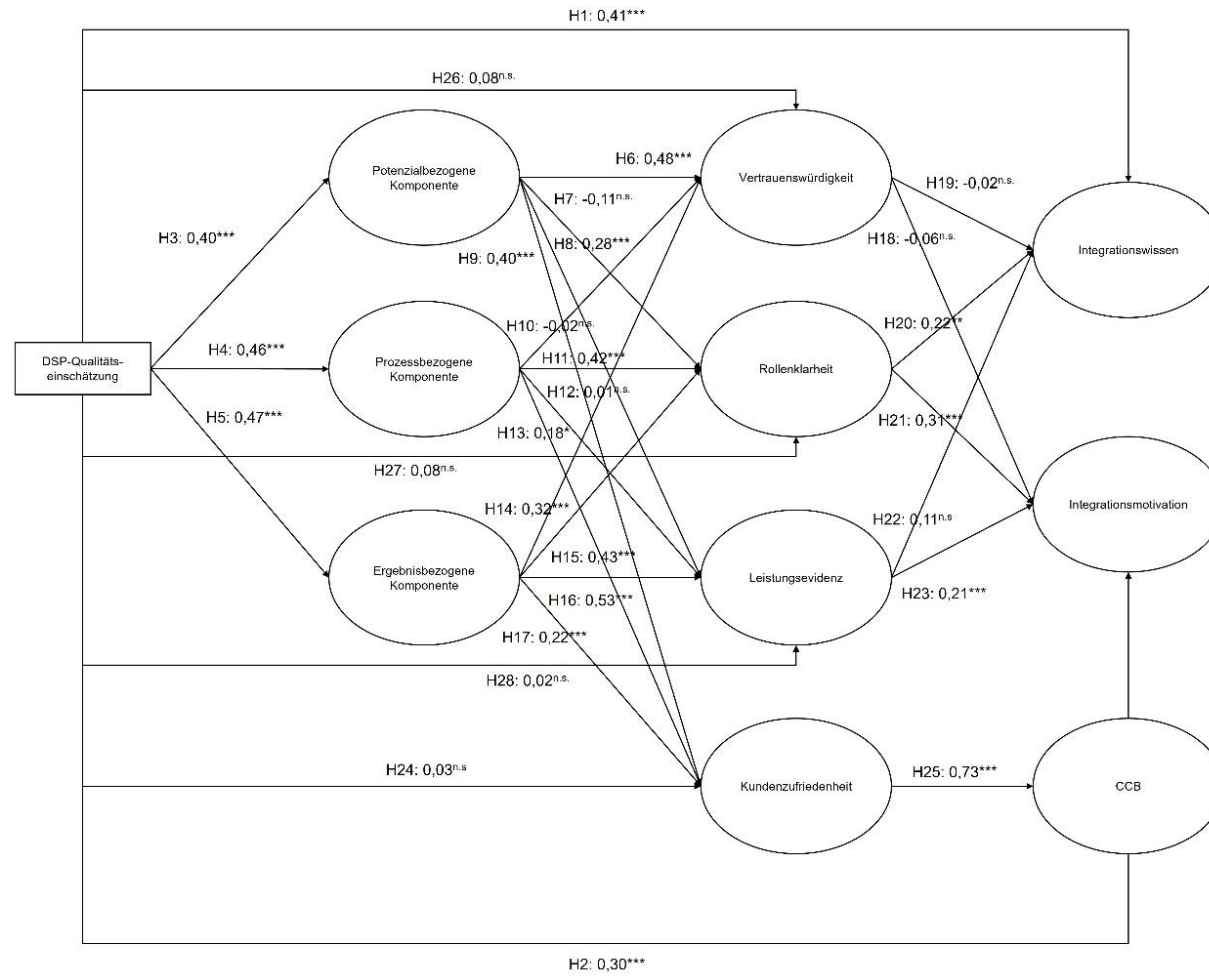 H1: 0,41***
H26: 0,08n.s.
H6: 0,48***
Potenzialbezogene
Komponente
Vertrauenswürdigkeit
H19: -0,02n.s.
H7: -0,11n.s.
H3: 0,40***
H8: 0,28***
H18: -0,06n.s.
Integrationswissen
H9: 0,40***
H10: -0,02n.s.
H20: 0,22**
DSP-Qualitäts-
einschätzung
H4: 0,46***
Prozessbezogene
Komponente
H11: 0,42***
Rollenklarheit
H12: 0,01n.s.
H5: 0,47***
H21: 0,31***
H13: 0,18*
H27: 0,08n.s.
Integrationsmotivation
H14: 0,32***
H22: 0,11n.s
H15: 0,43***
Ergebnisbezogene
Komponente
Leistungsevidenz
H16: 0,53***
H23: 0,21***
H17: 0,22***
H28: 0,02n.s.
H24: 0,03n.s
H25: 0,73***
Kundenzufriedenheit
CCB
H2: 0,30***